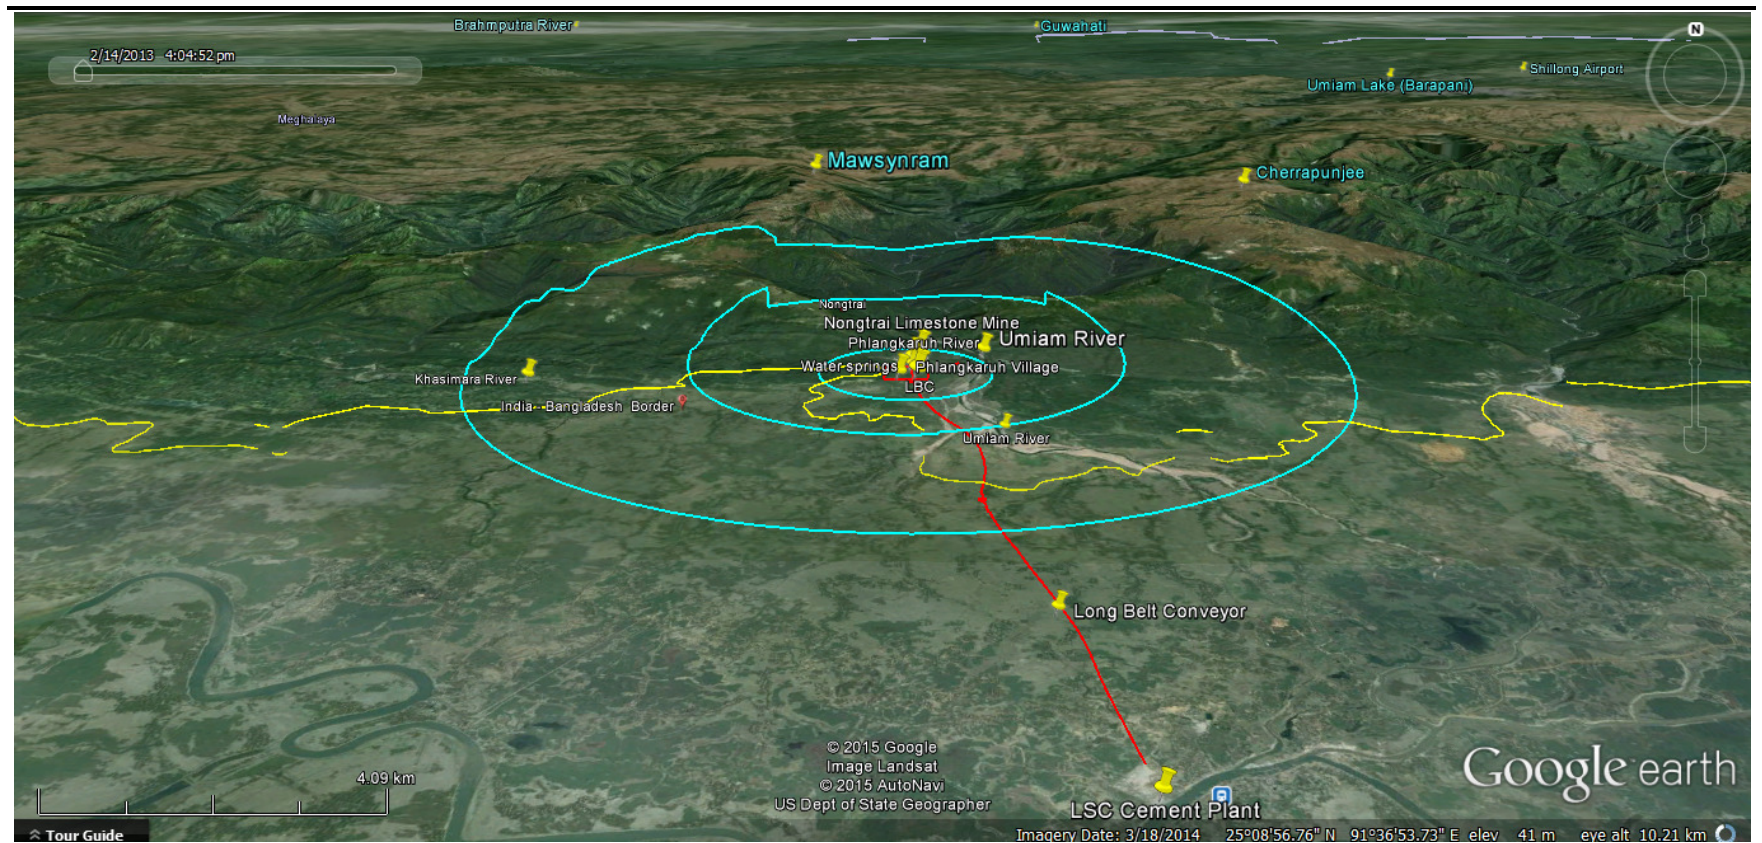 Brahmputra River
Guwahati
N
2/14/2013 4:04:52 pm
Shillong Airport
Umiam Lake (Barapani)
Meghalaya
Mawsynram
Cherrapunjee
Nongtrai
Nongtrai Limestone Mine
Phlangkaruh River
Umiam River
Water springs
Phlangkaruh Village
Khasimara River
LBC
India Bangladesh Border
Umiam River
Long Belt Conveyor
© 2015 Google
Image Landsat
© 2015 AutoNavi
US Dept of State Geographer
Google earth
4.09 km
LSC Cement Plant
Tour Guide
Imagery Date: 3/18/2014 25°08'56.76" N 91°36'53.73" E elev 41 m eye alt 10.21 km